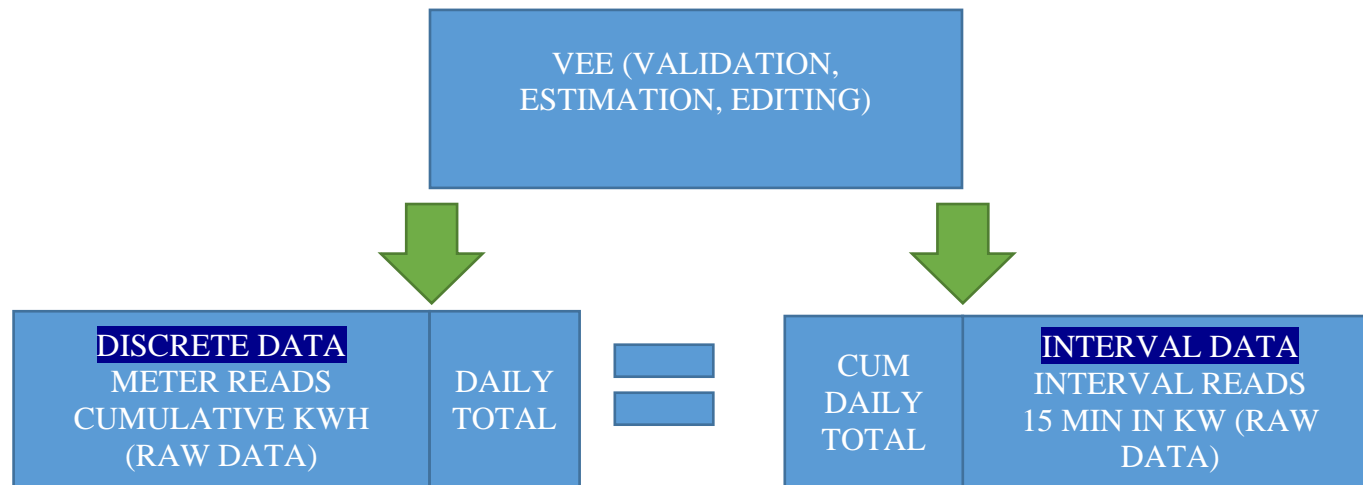 VEE (VALIDATION,
ESTIMATION, EDITING)
DISCRETE DATA
METER READS
CUMULATIVE KWH
(RAW DATA)
DAILY
TOTAL
CUM
DAILY
TOTAL
INTERVAL DATA
INTERVAL READS
15 MIN IN KW (RAW
DATA)